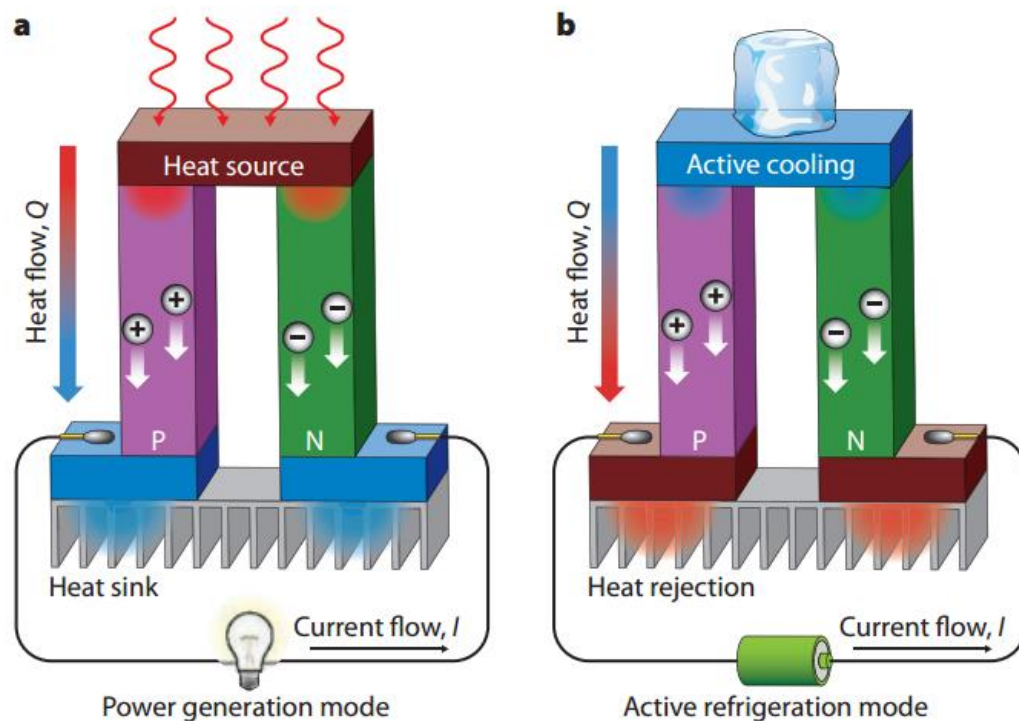 a
Heat source
Heat flow, Q
+
+
−
−
P
N
Heat sink
Current flow, I
Power generation mode
b
Active cooling
Heat flow, Q
+
+
−
−
P
N
Heat rejection
Current flow, I
Active refrigeration mode